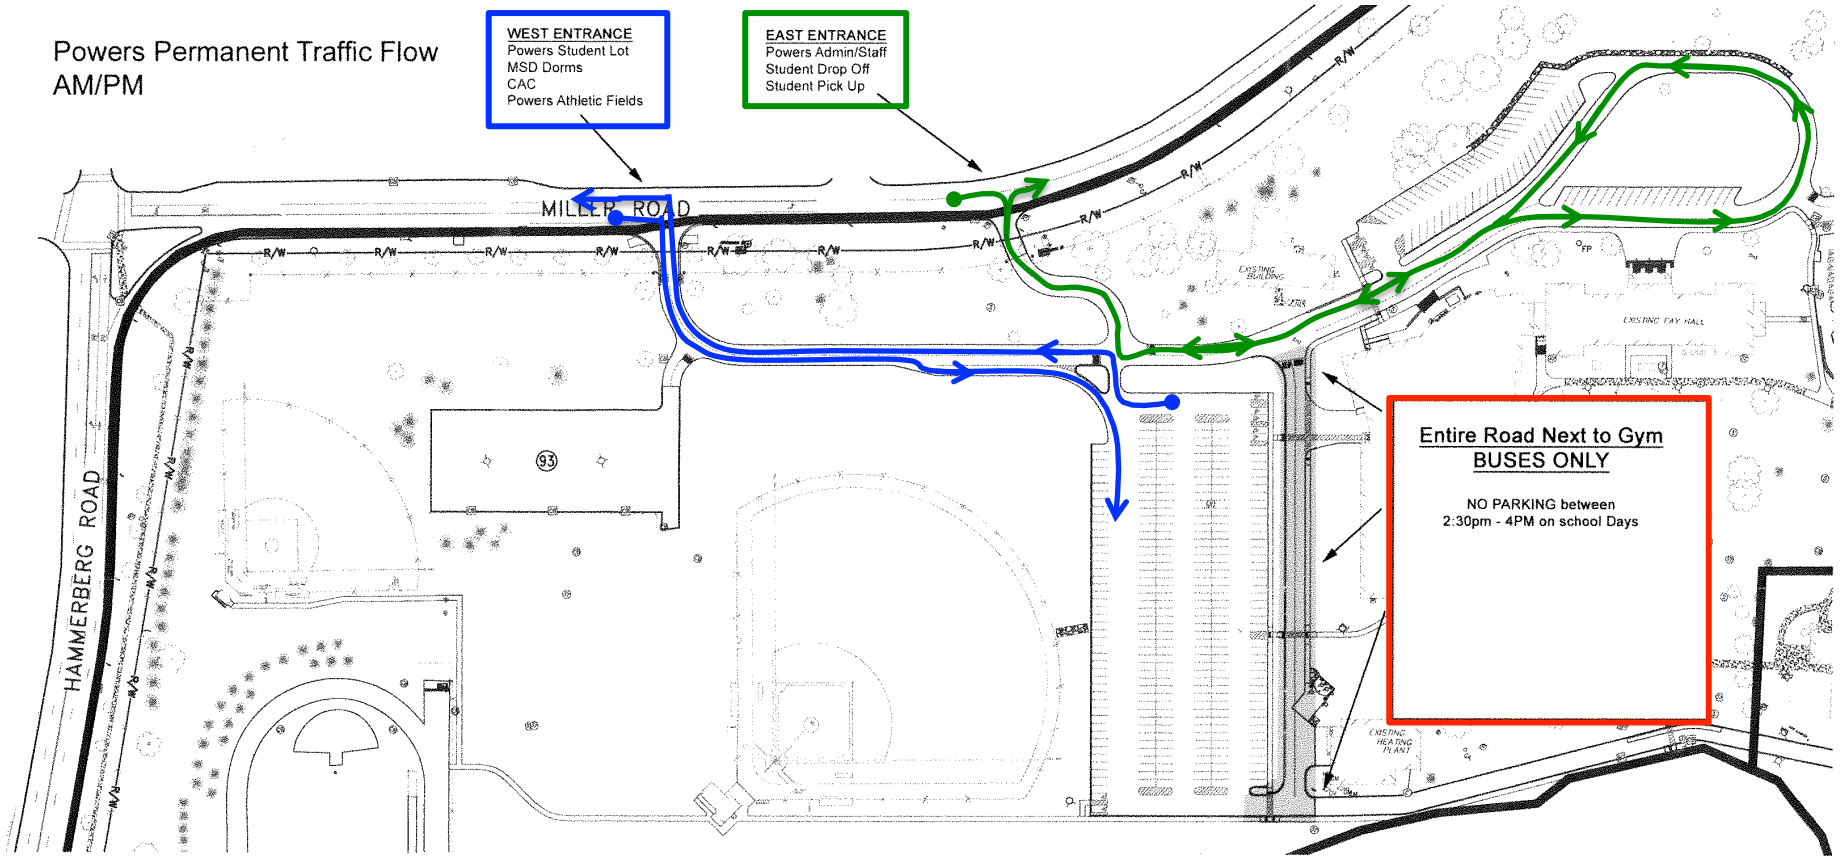 Powers Permanent Traffic Flow
AM/PM
WEST ENTRANCE
Powers Student Lot
MSD Dorms
CAC
Powers Athletic Fields
EAST ENTRANCE
Powers Admin/Staff
Student Drop Off
Student Pick Up
R/W
R/W
R/W
R/W
MILLER ROAD
R/W
R/W
R/W
R/W
R/W
R/W
R/W
EXISTING
BUILDING
FP
EXISTING FAY HALL
R/W
Entire Road Next to Gym
BUSES ONLY
NO PARKING between
2:30pm - 4PM on school Days
93
R/W
HAMMERBERG ROAD
R/W
R/W
R/W
EXISTING
HEATING
PLANT